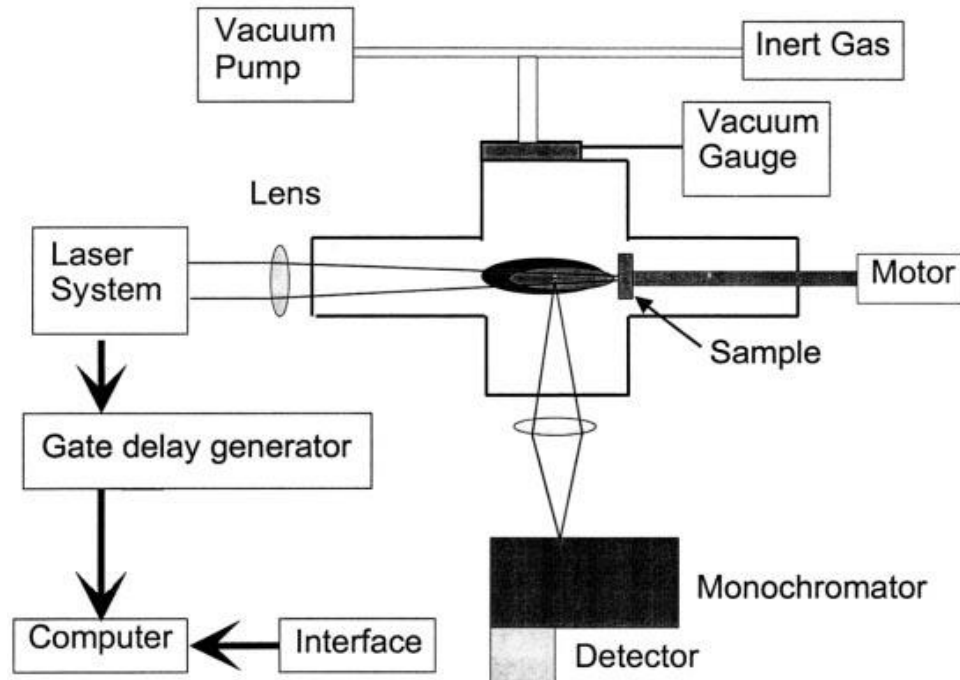 Vacuum
Pump
Inert Gas
Vacuum
Gauge
Lens
Laser
System
Motor
Sample
Gate delay generator
Monochromator
Computer
Interface
Detector